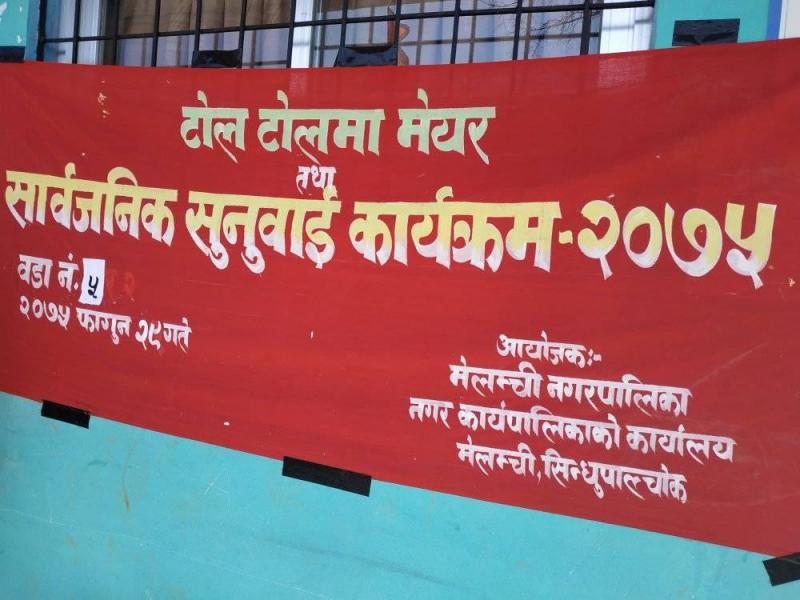 टोल टोलमा मेयर
तथा
सार्वजनिक सुनुवाई कार्यक्रम-२०७५
वडा नं. ५
२०७५ फागुन २९ गते
आयोजकः-
मेलम्ची नगरपालिका
नगर कार्यपालिकाको कार्यालय
मेलम्ची, सिन्धुपाल्चोक